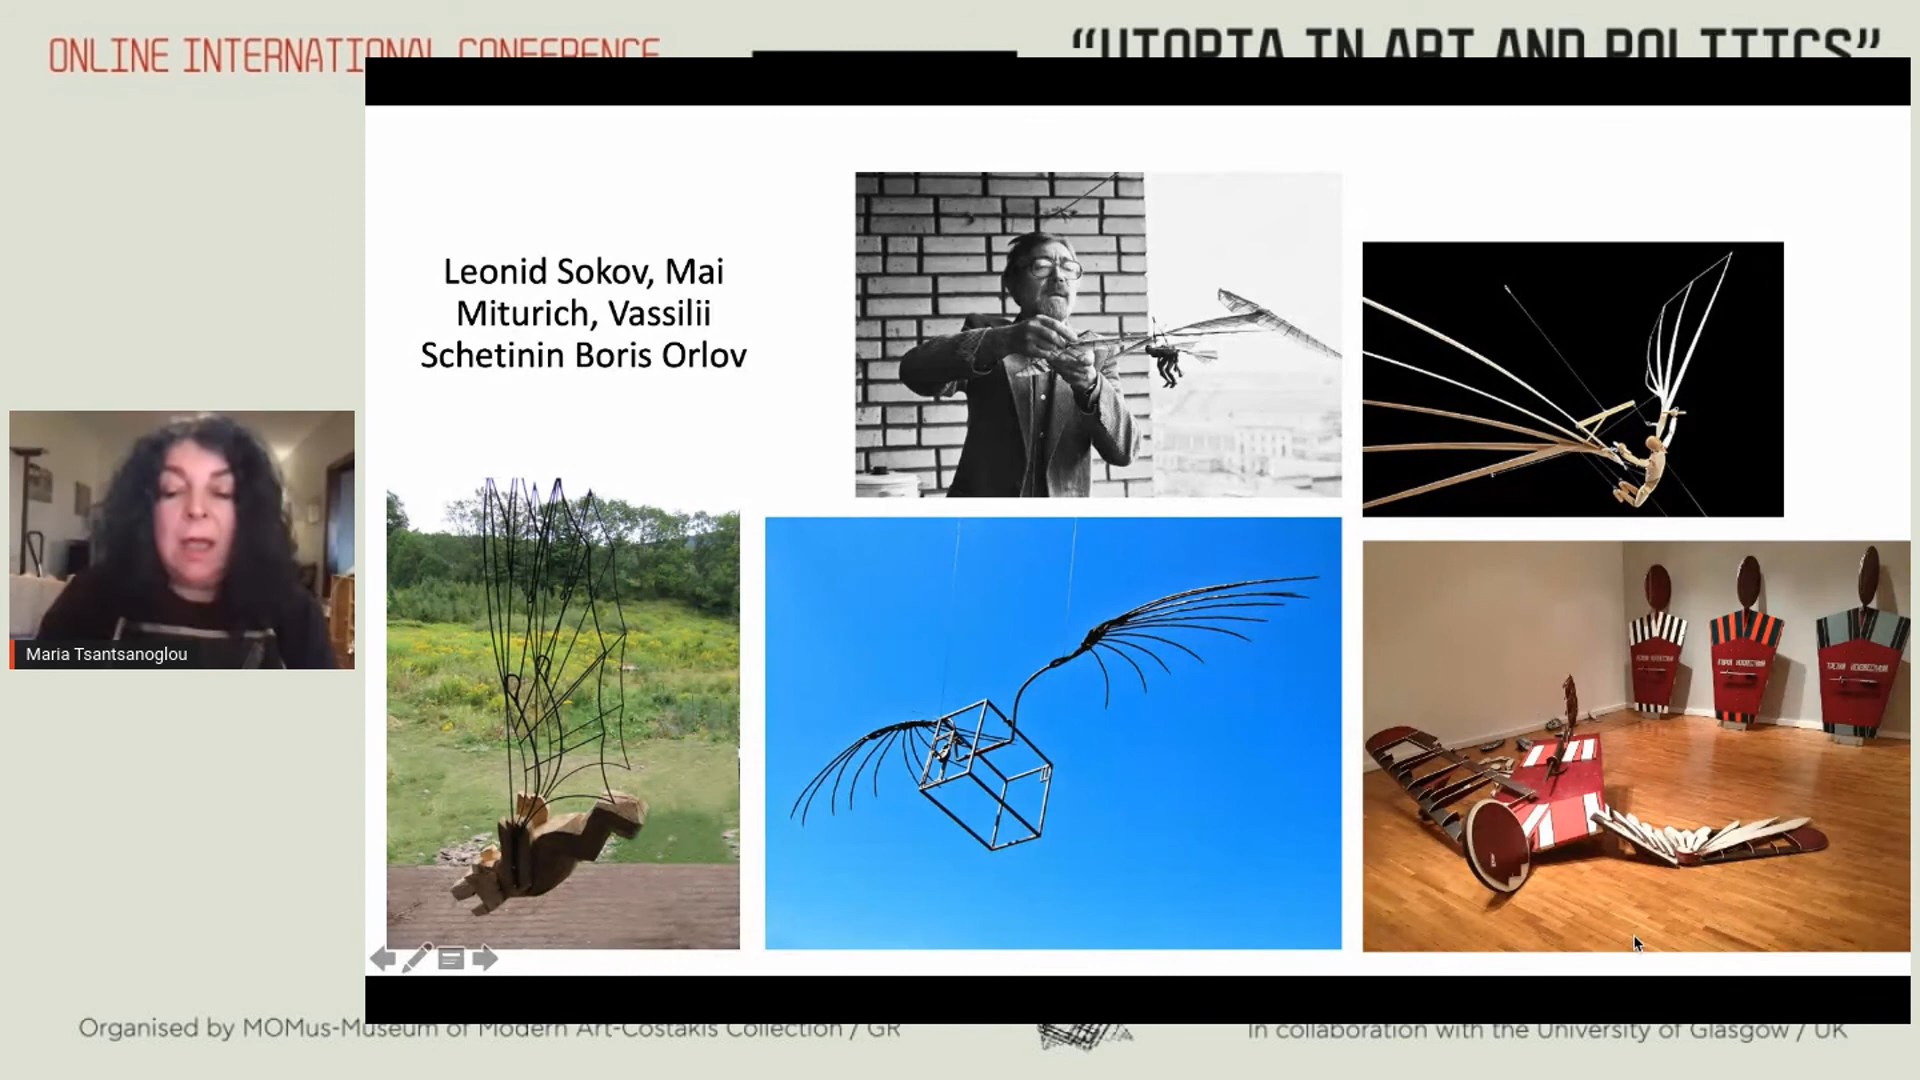 ONLINE INTERNATIONAL CONFERENCE
“UTOPIA IN ART AND POLITICS”
Leonid Sokov, Mai
Miturich, Vassilii
Schetinin Boris Orlov
Maria Tsantsanoglou
Organised by MOMus-Museum of Modern Art-Costakis Collection / GR
In collaboration with the University of Glasgow / UK